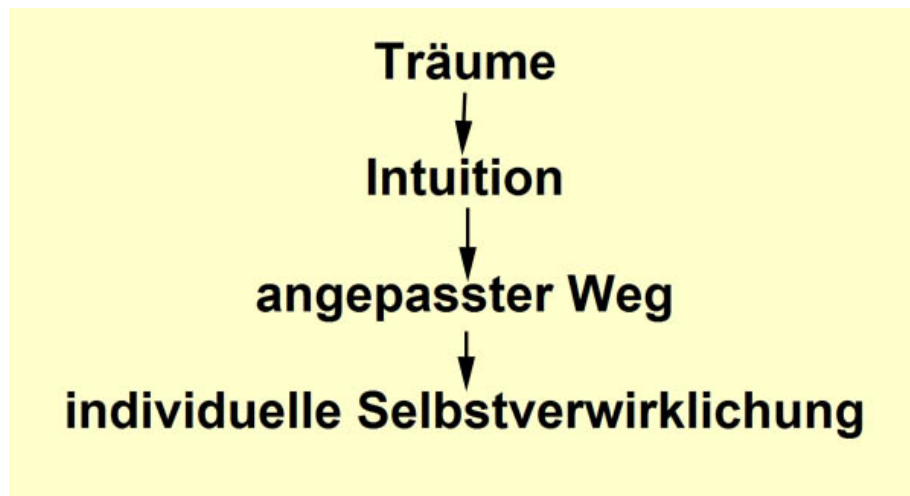 Träume
Intuition
angepasster Weg
individuelle Selbstverwirklichung